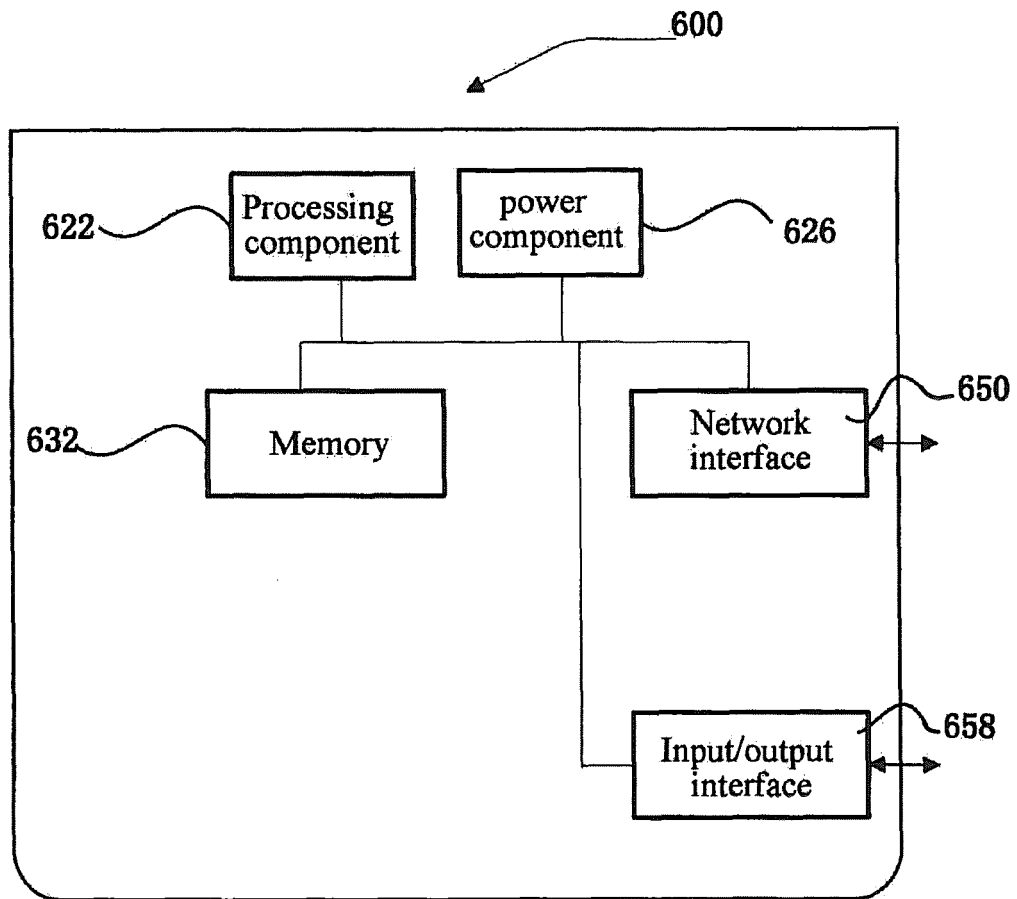 600
Processing
component
power
component
622
626
632
Memory
Network
interface
650
Input/output
interface
658